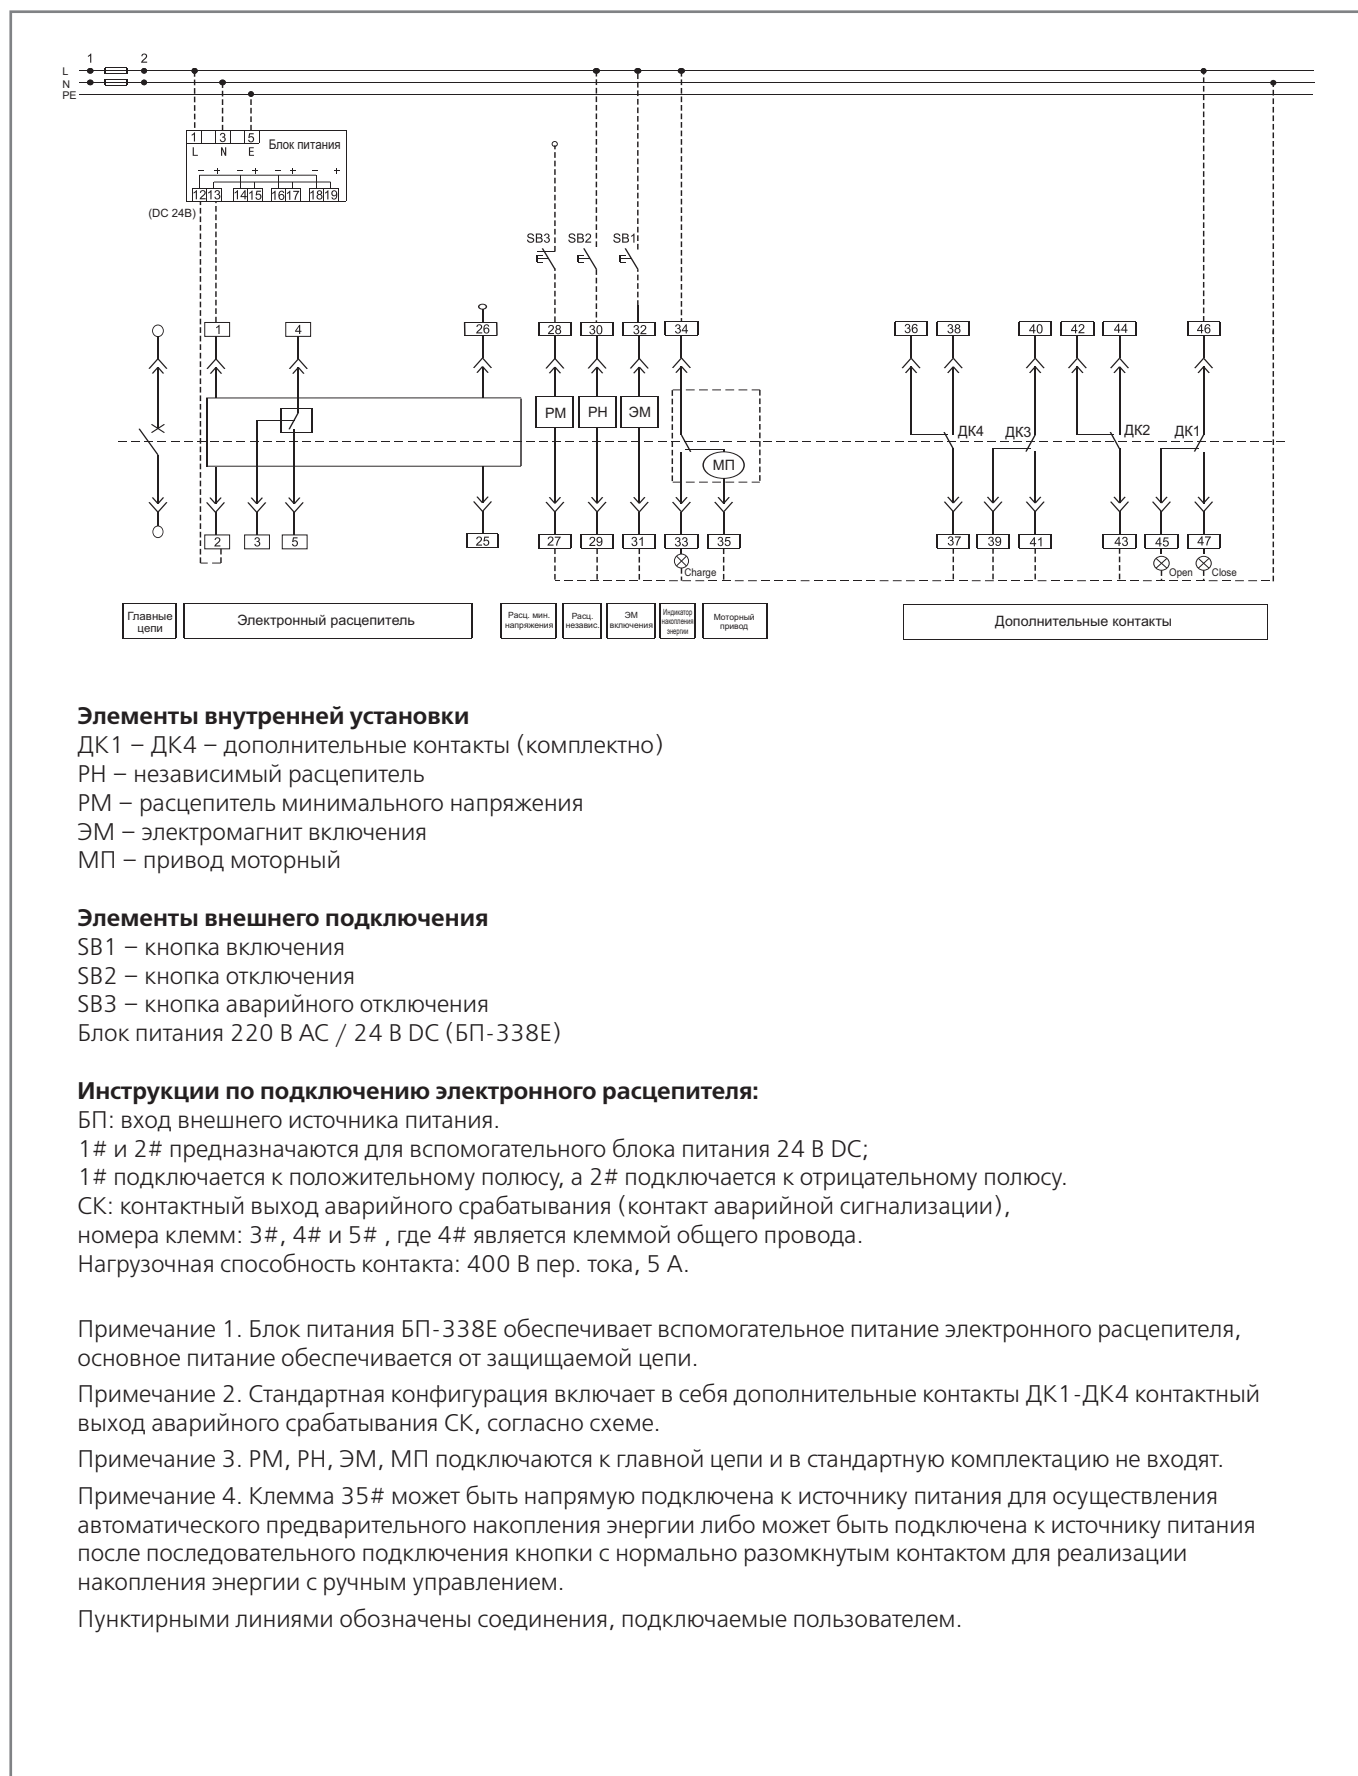 1 2
L
N
PE
1 3 5
L N E
Блок питания
– + – + – + – +
12 13 14 15 16 17 18 19
(DC 24В)
SB3 SB2 SB1
1 4 26 28 30 32 34 36 38 40 42 44 46
РМ РН ЭМ
ДК4 ДК3 ДК2 ДК1
МП
2 3 5 25 27 29 31 33 35 37 39 41 43 45 47
Charge Open Close
Главные
цепи
Электронный расцепитель
Расц. мин.
напряжения
Расц.
независ.
ЭМ
включения
Индикатор
накопления
энергии
Моторный
привод
Дополнительные контакты
Элементы внутренней установки
ДК1 – ДК4 – дополнительные контакты (комплектно)
РН – независимый расцепитель
РМ – расцепитель минимального напряжения
ЭМ – электромагнит включения
МП – привод моторный
Элементы внешнего подключения
SB1 – кнопка включения
SB2 – кнопка отключения
SB3 – кнопка аварийного отключения
Блок питания 220 В АС / 24 В DC (БП-338Е)
Инструкции по подключению электронного расцепителя:
БП: вход внешнего источника питания.
1# и 2# предназначаются для вспомогательного блока питания 24 В DC;
1# подключается к положительному полюсу, а 2# подключается к отрицательному полюсу.
СК: контактный выход аварийного срабатывания (контакт аварийной сигнализации),
номера клемм: 3#, 4# и 5# , где 4# является клеммой общего провода.
Нагрузочная способность контакта: 400 В пер. тока, 5 А.
Примечание 1. Блок питания БП-338Е обеспечивает вспомогательное питание электронного расцепителя,
основное питание обеспечивается от защищаемой цепи.
Примечание 2. Стандартная конфигурация включает в себя дополнительные контакты ДК1-ДК4 контактный
выход аварийного срабатывания СК, согласно схеме.
Примечание 3. РМ, РН, ЭМ, МП подключаются к главной цепи и в стандартную комплектацию не входят.
Примечание 4. Клемма 35# может быть напрямую подключена к источнику питания для осуществления
автоматического предварительного накопления энергии либо может быть подключена к источнику питания
после последовательного подключения кнопки с нормально разомкнутым контактом для реализации
накопления энергии с ручным управлением.
Пунктирными линиями обозначены соединения, подключаемые пользователем.